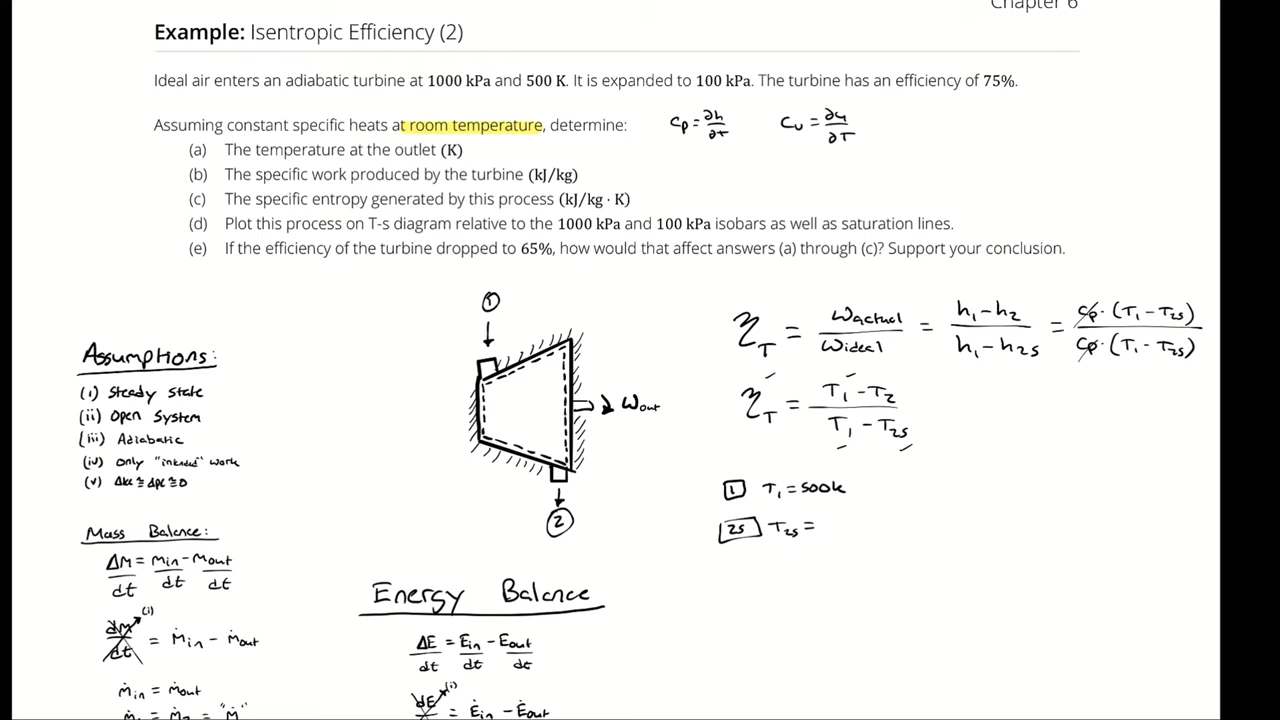 Chapter 6
Example: Isentropic Efficiency (2)
Ideal air enters an adiabatic turbine at 1000 kPa and 500 K. It is expanded to 100 kPa. The turbine has an efficiency of 75%.
Assuming constant specific heats at room temperature, determine:
Cp = ∂h/∂T Cv = ∂u/∂T
(a) The temperature at the outlet (K)
(b) The specific work produced by the turbine (kJ/kg)
(c) The specific entropy generated by this process (kJ/kg · K)
(d) Plot this process on T-s diagram relative to the 1000 kPa and 100 kPa isobars as well as saturation lines.
(e) If the efficiency of the turbine dropped to 65%, how would that affect answers (a) through (c)? Support your conclusion.
Assumptions:
(i) Steady State
(ii) Open System
(iii) Adiabatic
(iv) Only "intended" work
(v) Δke ≅ Δpe ≅ 0
Mass Balance:
ΔM/dt = Min/dt - Mout/dt
dM/dt (i) = ṁin - ṁout
ṁin = ṁout
ṁ1 = ṁ2 = "ṁ"
1
Wout
2
Energy Balance
ΔE/dt = Ein/dt - Eout/dt
dE (i) = Ėin - Ėout
ηT = Wactual/Wideal = h1-h2/h1-h2s = cp·(T1-T2s)/cp·(T1-T2s)
ηT = T1-T2/T1-T2s
1 T1 = 500k
2s T2s =